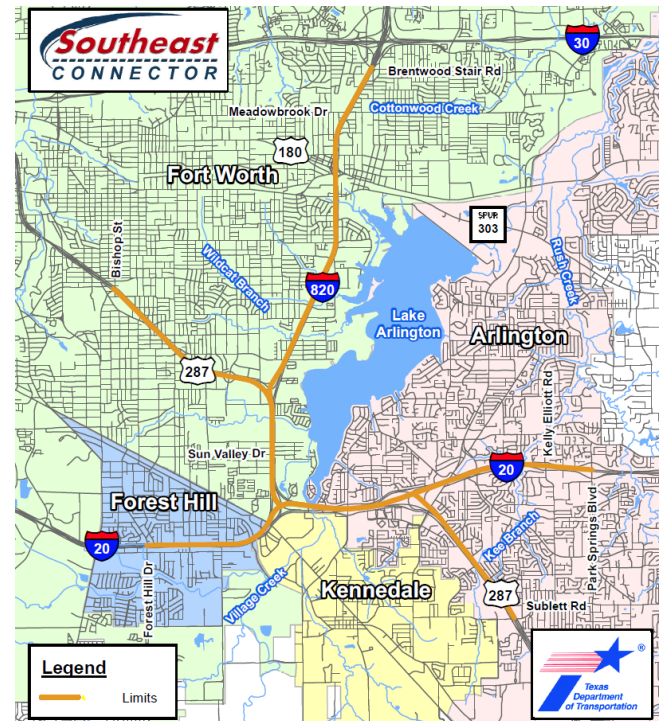 Southeast
CONNECTOR
30
Brentwood Stair Rd
Meadowbrook Dr
Cottonwood Creek
180
Fort Worth
SPUR
303
Bishop St
Rush Creek
Wildcat Branch
820
Lake
Arlington
Arlington
287
Kelly Elliott Rd
Sun Valley Dr
20
Forest Hill
Park Springs Blvd
20
Kee Branch
Forest Hill Dr
Village Creek
Kennedale
287
Sublett Rd
Legend
Limits
®
Texas
Department
of Transportation